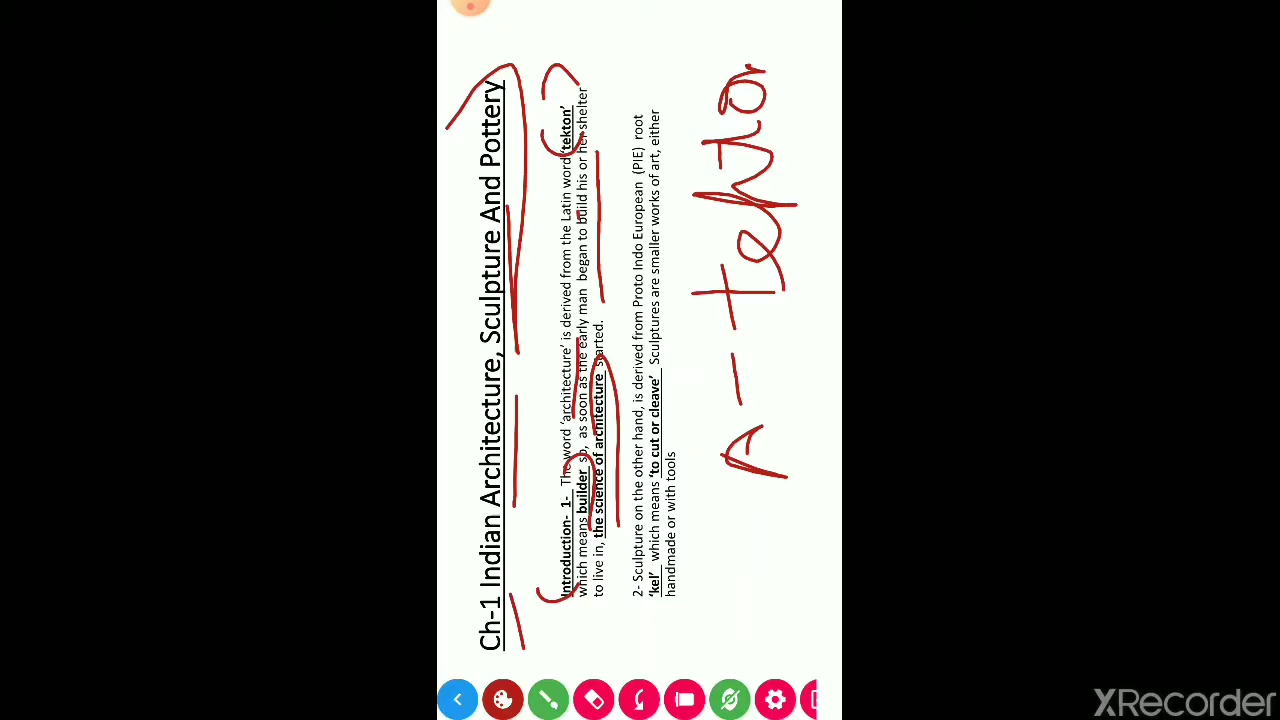 Ch-1 Indian Architecture, Sculpture And Pottery
Introduction- 1- The word 'architecture' is derived from the Latin word 'tekton'
which means builder so, as soon as the early man began to build his or her shelter
to live in, the science of architecture started.
2- Sculpture on the other hand, is derived from Proto Indo European (PIE) root
'kel' which means 'to cut or cleave' Sculptures are smaller works of art, either
handmade or with tools
A - - tekton
XRecorder